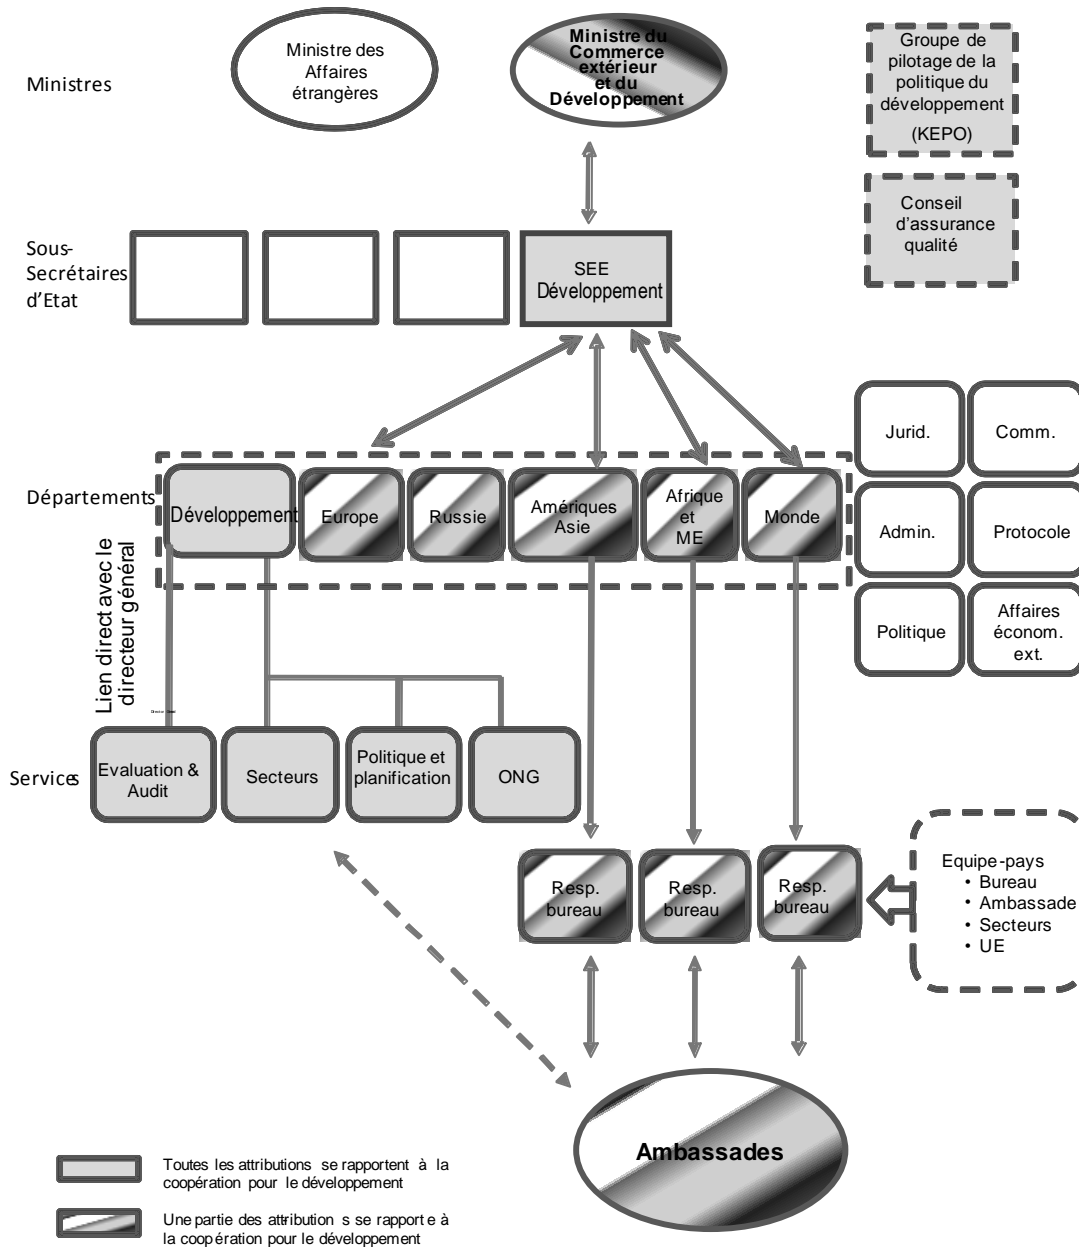 Ministres
Ministre des
Affaires
étrangères
Ministre du
Commerce
extérieur
et du
Développement
Groupe de
pilotage de la
politique du
développement
(KEPO)
Conseil
d'assurance
qualité
Sous-
Secrétaires
d'Etat
SEE
Développement
Jurid.
Comm.
Départements
Développement
Europe
Russie
Amériques
Asie
Afrique
et
ME
Monde
Admin.
Protocole
Politique
Affaires
économ.
ext.
Lien direct avec le
directeur général
Services
Evaluation &
Audit
Secteurs
Politique et
planification
ONG
Resp.
bureau
Resp.
bureau
Resp.
bureau
Equipe-pays
• Bureau
• Ambassade
• Secteurs
• UE
Ambassades
Toutes les attributions se rapportent à la
coopération pour le développement
Une partie des attribution s se rapport e à
la coopération pour le développement